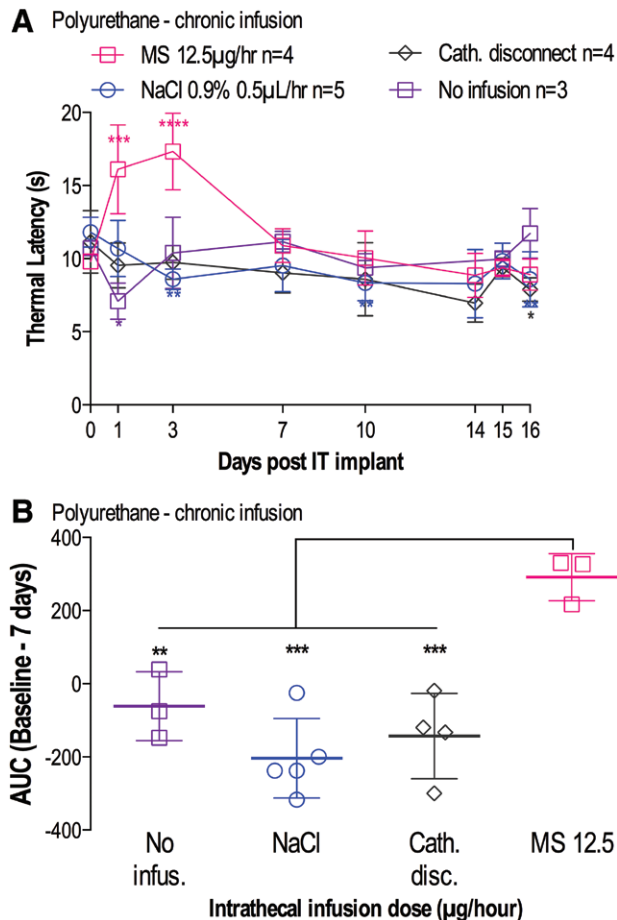 A Polyurethane - chronic infusion
MS 12.5µg/hr n=4
Cath. disconnect n=4
NaCl 0.9% 0.5µL/hr n=5
No infusion n=3
20
15
10
5
0
Thermal Latency (s)
***
****
*
**
**
**
*
0 1 3 7 10 14 15 16
Days post IT implant
B Polyurethane - chronic infusion
400
200
0
-200
-400
AUC (Baseline - 7 days)
** *** ***
No infus.
NaCl
Cath. disc.
MS 12.5
Intrathecal infusion dose (µg/hour)